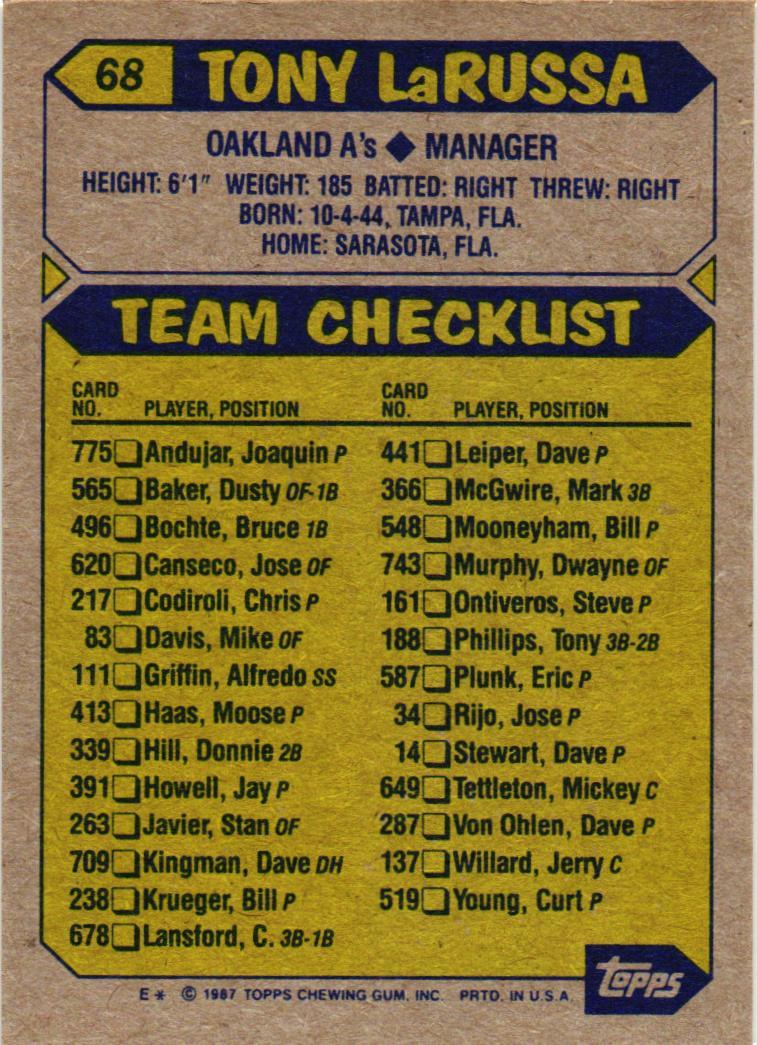 68 TONY LaRUSSA
OAKLAND A's ◆ MANAGER
HEIGHT: 6'1" WEIGHT: 185 BATTED: RIGHT THREW: RIGHT
BORN: 10-4-44, TAMPA, FLA.
HOME: SARASOTA, FLA.
TEAM CHECKLIST
CARD NO. PLAYER, POSITION
775 Andujar, Joaquin P
565 Baker, Dusty OF-1B
496 Bochte, Bruce 1B
620 Canseco, Jose OF
217 Codiroli, Chris P
83 Davis, Mike OF
111 Griffin, Alfredo SS
413 Haas, Moose P
339 Hill, Donnie 2B
391 Howell, Jay P
263 Javier, Stan OF
709 Kingman, Dave DH
238 Krueger, Bill P
678 Lansford, C. 3B-1B
CARD NO. PLAYER, POSITION
441 Leiper, Dave P
366 McGwire, Mark 3B
548 Mooneyham, Bill P
743 Murphy, Dwayne OF
161 Ontiveros, Steve P
188 Phillips, Tony 3B-2B
587 Plunk, Eric P
34 Rijo, Jose P
14 Stewart, Dave P
649 Tettleton, Mickey C
287 Von Ohlen, Dave P
137 Willard, Jerry C
519 Young, Curt P
topps
E* © 1987 TOPPS CHEWING GUM, INC. PRTD. IN U.S.A.